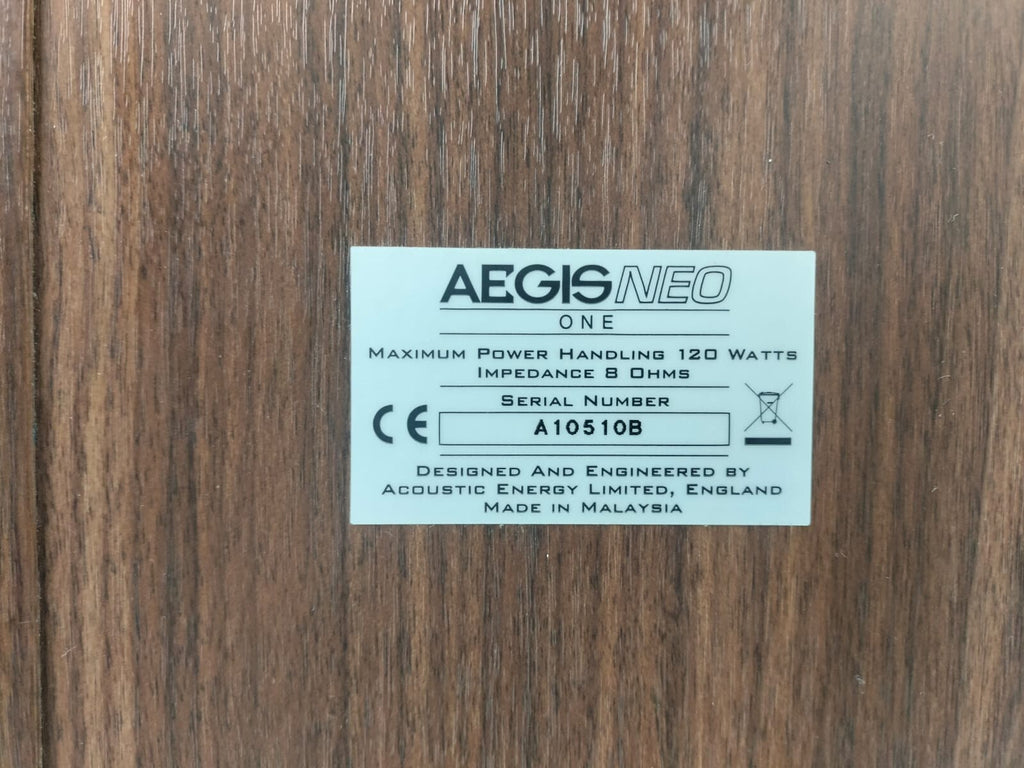 AEGIS NEO
ONE
MAXIMUM POWER HANDLING 120 WATTS
IMPEDANCE 8 OHMS
SERIAL NUMBER
CE
A10510B
DESIGNED AND ENGINEERED BY
ACOUSTIC ENERGY LIMITED, ENGLAND
MADE IN MALAYSIA